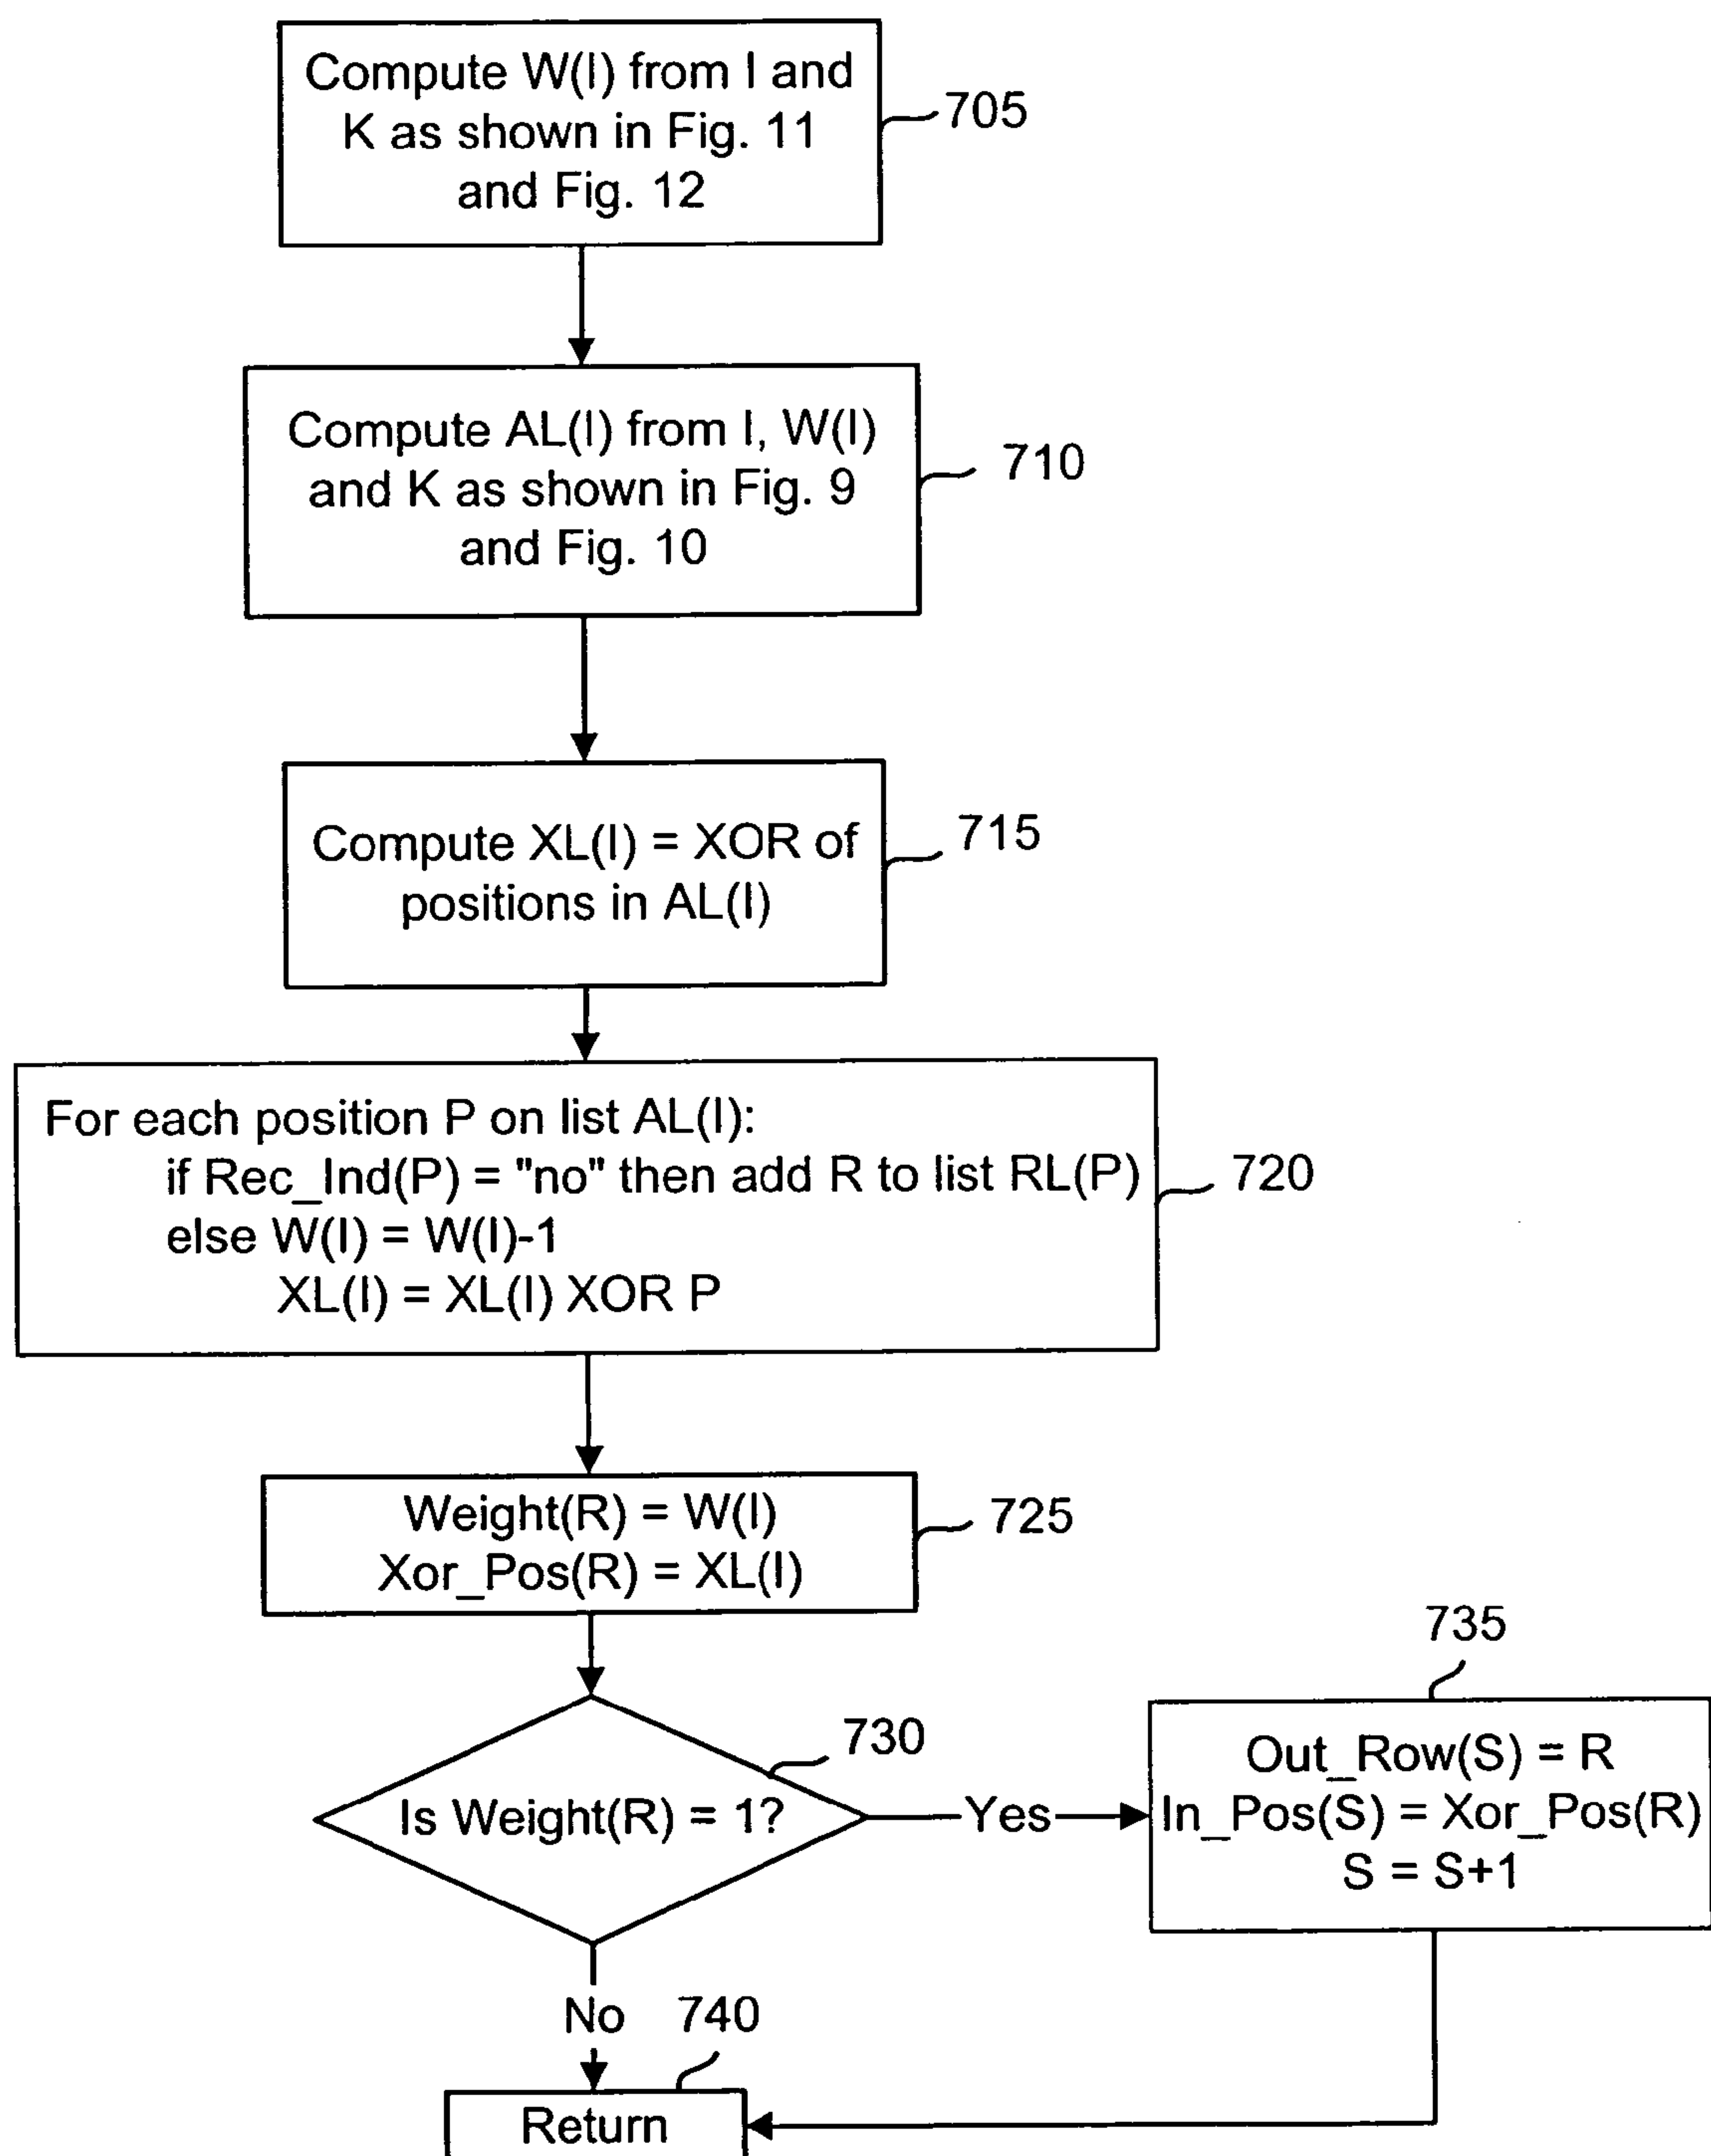 Compute W(I) from I and
K as shown in Fig. 11
and Fig. 12
705
Compute AL(I) from I, W(I)
and K as shown in Fig. 9
and Fig. 10
710
Compute XL(I) = XOR of
positions in AL(I)
715
For each position P on list AL(I):
if Rec_Ind(P) = "no" then add R to list RL(P)
else W(I) = W(I)-1
XL(I) = XL(I) XOR P
720
Weight(R) = W(I)
Xor_Pos(R) = XL(I)
725
730
Is Weight(R) = 1?
Yes
735
Out_Row(S) = R
In_Pos(S) = Xor_Pos(R)
S = S+1
No
740
Return